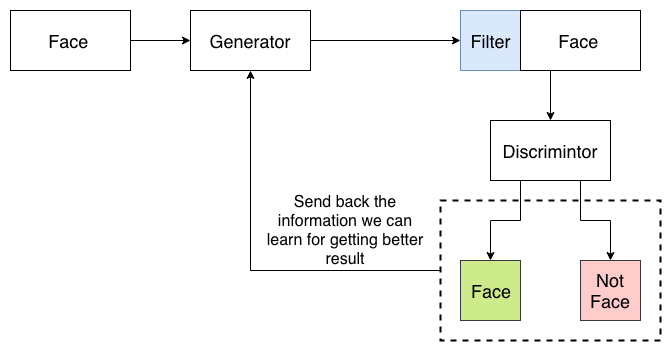 Face
Generator
Filter
Face
Discrimintor
Send back the
information we can
learn for getting better
result
Face
Not
Face